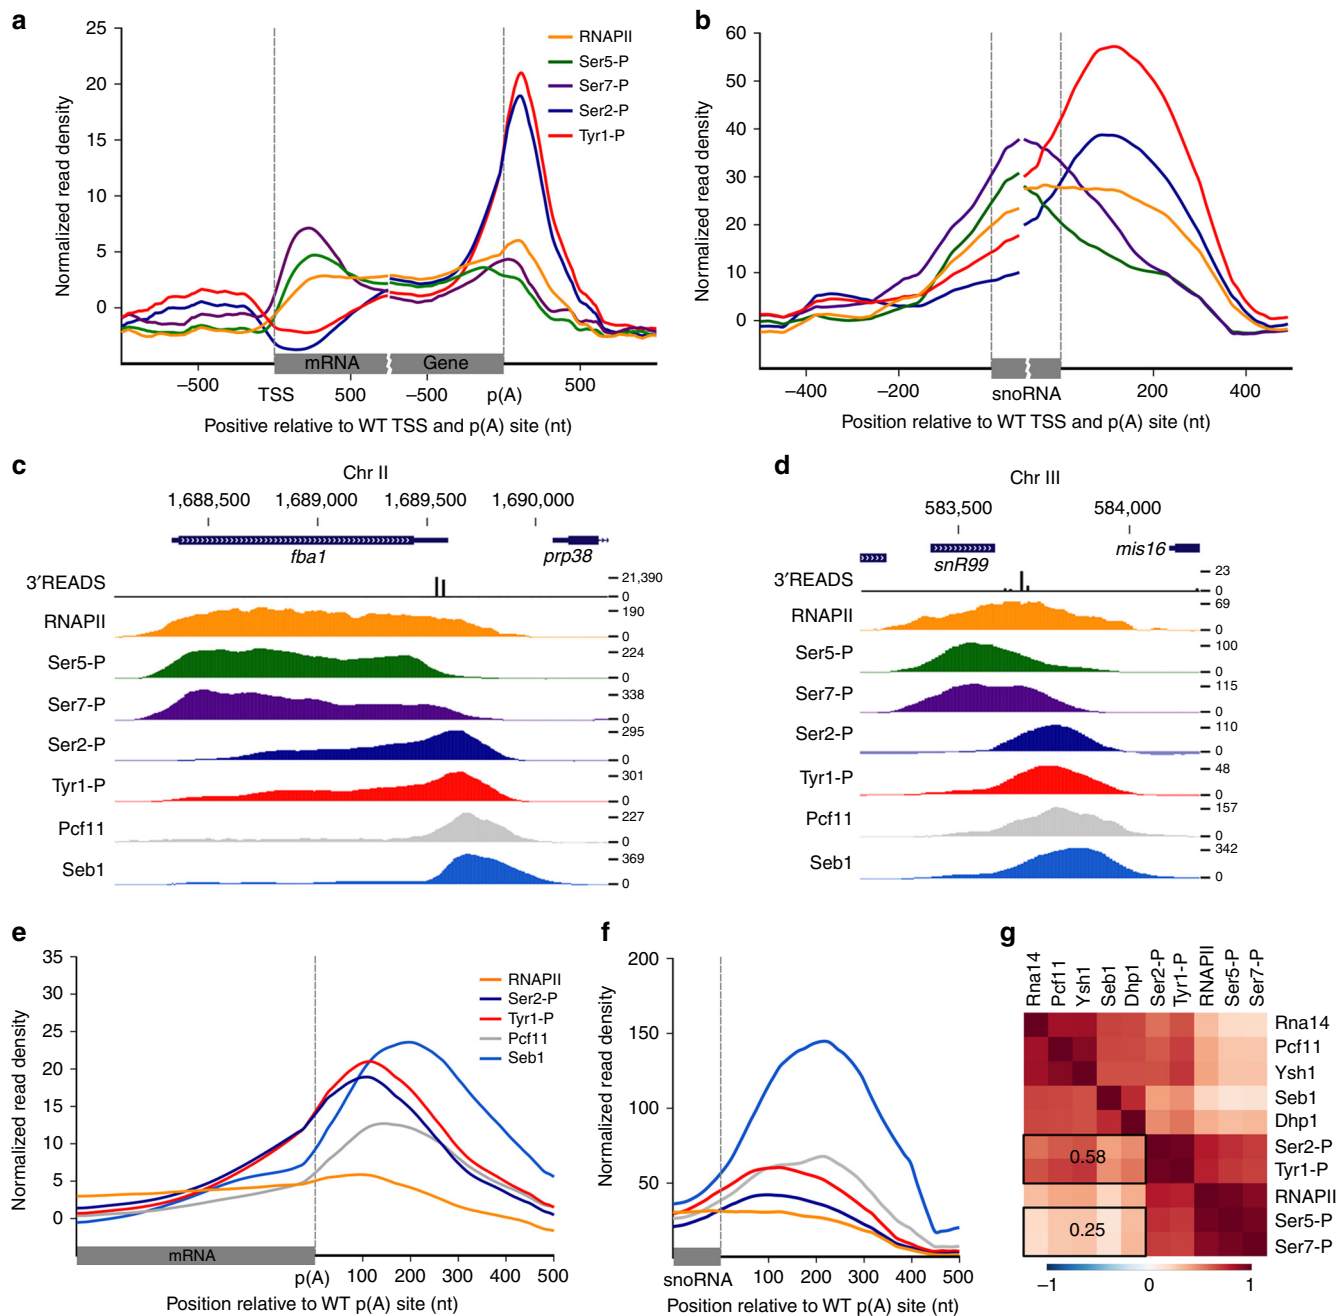 a
25
20
15
10
5
0
Normalized read density
RNAPII
Ser5-P
Ser7-P
Ser2-P
Tyr1-P
mRNA
Gene
−500
TSS
500
−500
p(A)
500
Positive relative to WT TSS and p(A) site (nt)
b
60
50
40
30
20
10
0
Normalized read density
−400
−200
snoRNA
200
400
Position relative to WT TSS and p(A) site (nt)
c
Chr II
1,688,500
1,689,000
1,689,500
1,690,000
fba1
prp38
3′READS
21,390
0
RNAPII
190
0
Ser5-P
224
0
Ser7-P
338
0
Ser2-P
295
0
Tyr1-P
301
0
Pcf11
227
0
Seb1
369
0
d
Chr III
583,500
584,000
snR99
mis16
3′READS
23
0
RNAPII
69
0
Ser5-P
100
0
Ser7-P
115
0
Ser2-P
110
0
Tyr1-P
48
0
Pcf11
157
0
Seb1
342
0
e
35
30
25
20
15
10
5
0
Normalized read density
RNAPII
Ser2-P
Tyr1-P
Pcf11
Seb1
mRNA
p(A)
100
200
300
400
500
Position relative to WT p(A) site (nt)
f
200
150
100
50
Normalized read density
snoRNA
100
200
300
400
500
Position relative to WT p(A) site (nt)
g
Rna14
Pcf11
Ysh1
Seb1
Dhp1
Ser2-P
Tyr1-P
RNAPII
Ser5-P
Ser7-P
Rna14
Pcf11
Ysh1
Seb1
Dhp1
Ser2-P
Tyr1-P
RNAPII
Ser5-P
Ser7-P
0.58
0.25
−1
0
1